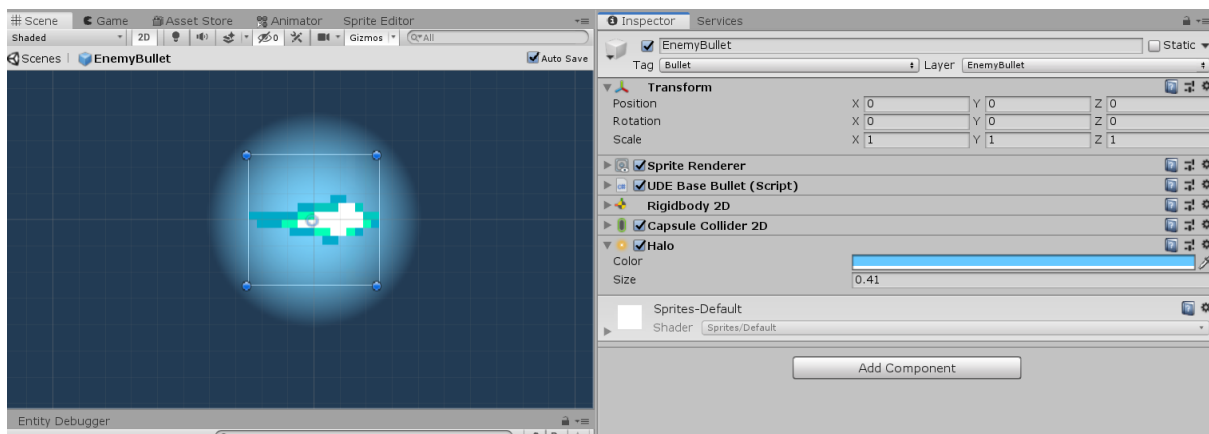 Scene Game Asset Store Animator Sprite Editor
Shaded 2D 0 Gizmos All
Scenes EnemyBullet Auto Save
Entity Debugger
Inspector Services
EnemyBullet Static
Tag Bullet Layer EnemyBullet
Transform
Position X 0 Y 0 Z 0
Rotation X 0 Y 0 Z 0
Scale X 1 Y 1 Z 1
Sprite Renderer
UDE Base Bullet (Script)
Rigidbody 2D
Capsule Collider 2D
Halo
Color
Size 0.41
Sprites-Default
Shader Sprites/Default
Add Component